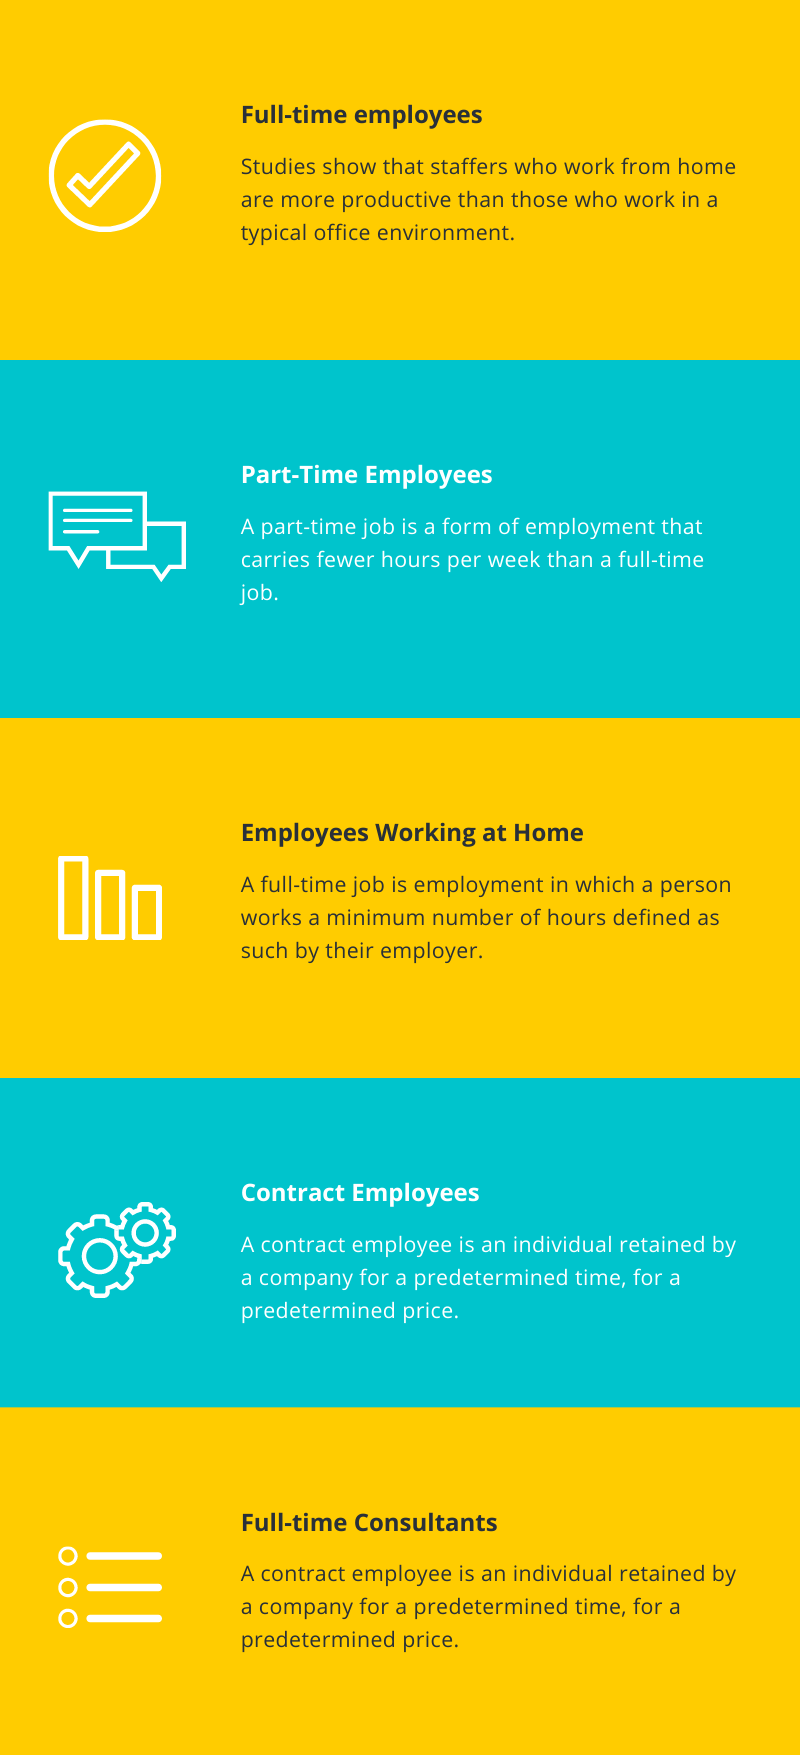 Full-time employees
Studies show that staffers who work from home
are more productive than those who work in a
typical office environment.
Part-Time Employees
A part-time job is a form of employment that
carries fewer hours per week than a full-time
job.
Employees Working at Home
A full-time job is employment in which a person
works a minimum number of hours defined as
such by their employer.
Contract Employees
A contract employee is an individual retained by
a company for a predetermined time, for a
predetermined price.
Full-time Consultants
A contract employee is an individual retained by
a company for a predetermined time, for a
predetermined price.